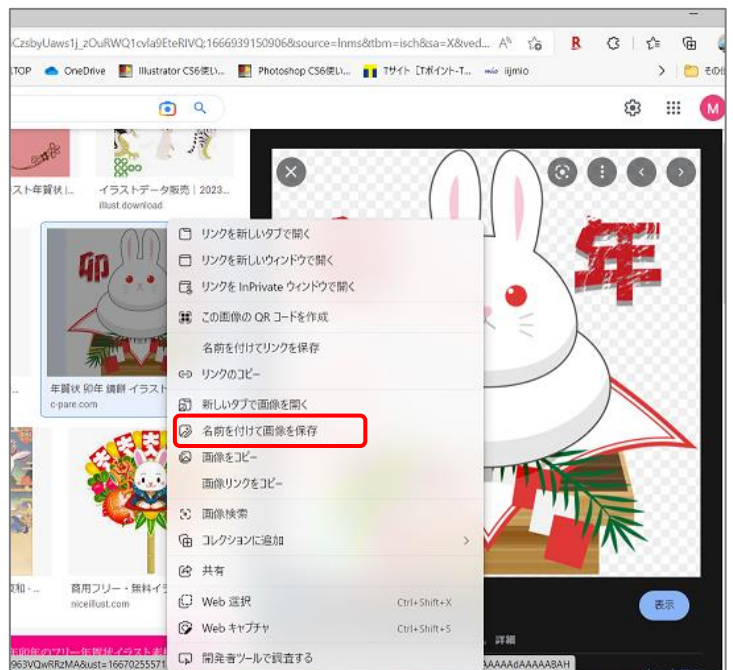 CzsbyUaws1j_zOuRWQ1cvla9EteRIVQ:1666939150906&source=lnms&tbm=isch&sa=X&ved...
TOP OneDrive Illustrator CS6使い... Photoshop CS6使い... Tサイト [Tポイント-T... mio iijmio その他
M
スト年賀状 |... イラストデータ販売 | 2023...
illust.download
卯
年
リンクを新しいタブで開く
リンクを新しいウィンドウで開く
リンクを InPrivate ウィンドウで開く
この画像の QR コードを作成
名前を付けてリンクを保存
リンクのコピー
年賀状 卯年 鏡餅 イラスト
c-pare.com
新しいタブで画像を開く
名前を付けて画像を保存
画像をコピー
画像リンクをコピー
画像検索
コレクションに追加
共有
商用フリー・無料イラ
niceillust.com
Web 選択 Ctrl+Shift+X
表示
Web キャプチャ Ctrl+Shift+S
詳細
開発者ツールで調査する